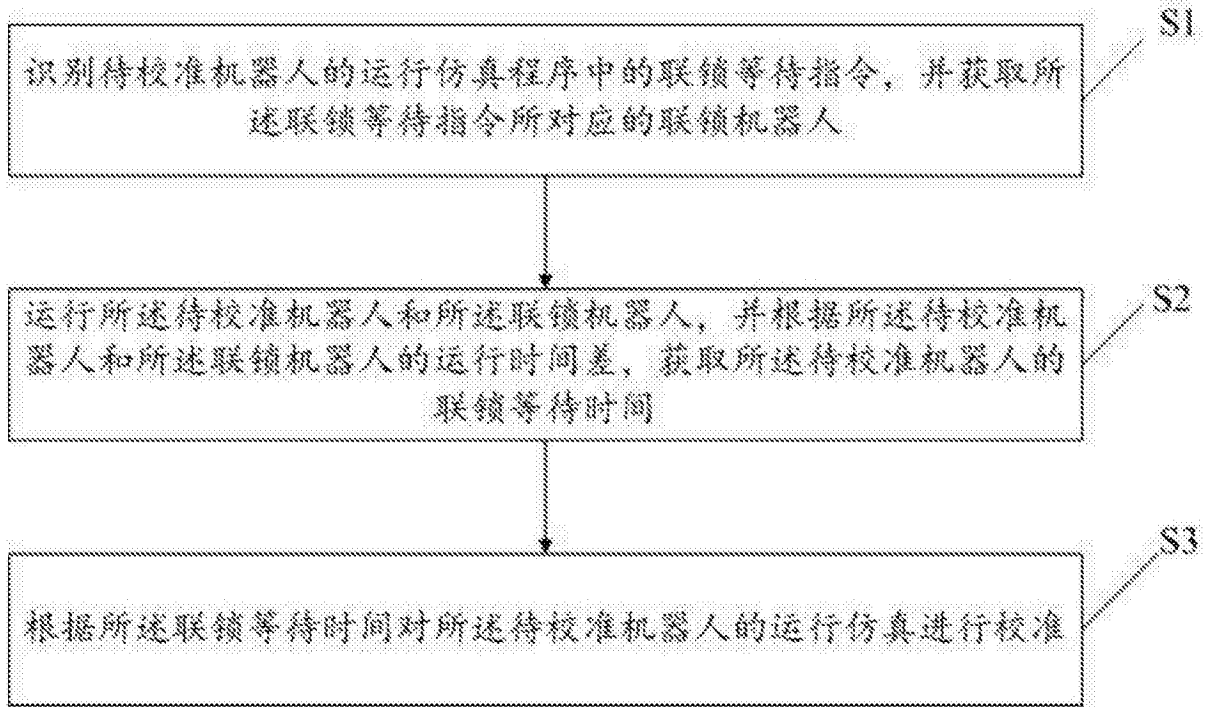 S1
识别待校准机器人的运行仿真程序中的联锁等待指令，并获取所
述联锁等待指令所对应的联锁机器人
S2
运行所述待校准机器人和所述联锁机器人，并根据所述待校准机
器人和所述联锁机器人的运行时间差，获取所述待校准机器人的
联锁等待时间
S3
根据所述联锁等待时间对所述待校准机器人的运行仿真进行校准